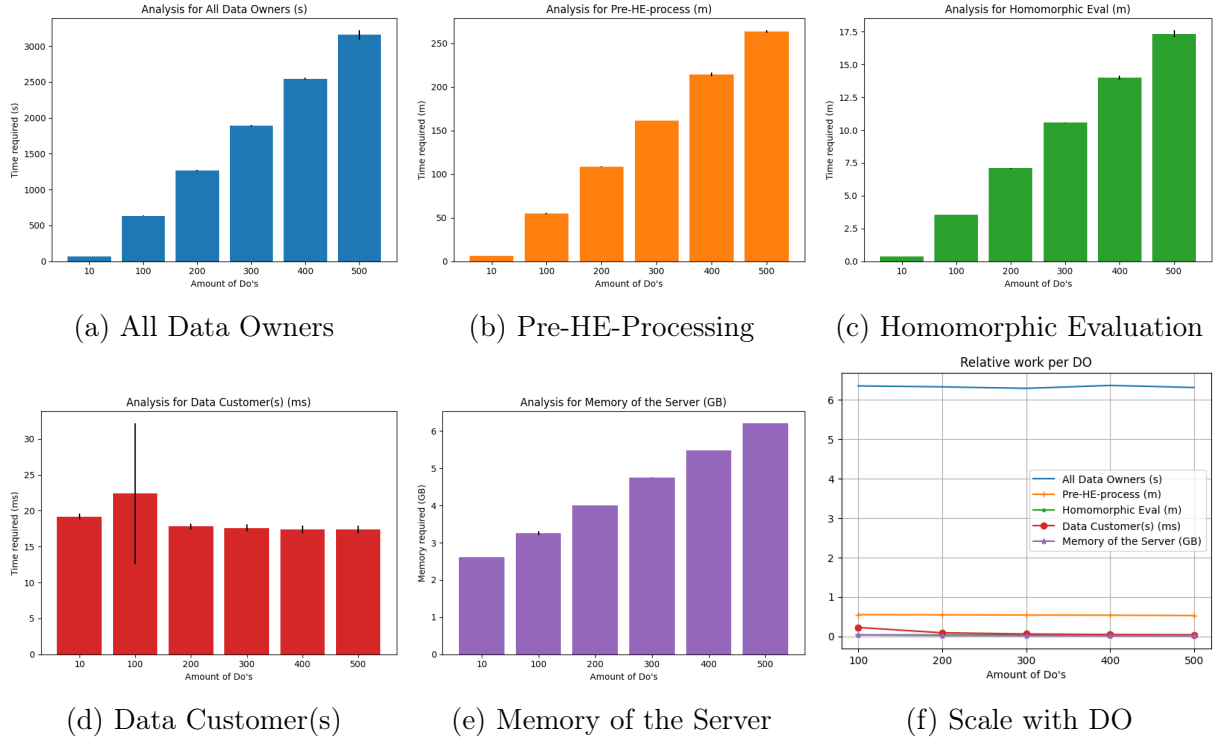 Analysis for All Data Owners (s)
Time required (s)
3000
2500
2000
1500
1000
500
0
10 100 200 300 400 500
Amount of Do's
(a) All Data Owners
Analysis for Pre-HE-process (m)
Time required (m)
250
200
150
100
50
0
10 100 200 300 400 500
Amount of Do's
(b) Pre-HE-Processing
Analysis for Homomorphic Eval (m)
Time required (m)
17.5
15.0
12.5
10.0
7.5
5.0
2.5
0.0
10 100 200 300 400 500
Amount of Do's
(c) Homomorphic Evaluation
Analysis for Data Customer(s) (ms)
Time required (ms)
30
25
20
15
10
5
0
10 100 200 300 400 500
Amount of Do's
(d) Data Customer(s)
Analysis for Memory of the Server (GB)
Memory required (GB)
6
5
4
3
2
1
0
10 100 200 300 400 500
Amount of Do's
(e) Memory of the Server
Relative work per DO
6
5
4
3
2
1
0
All Data Owners (s)
Pre-HE-process (m)
Homomorphic Eval (m)
Data Customer(s) (ms)
Memory of the Server (GB)
100 200 300 400 500
Amount of Do's
(f) Scale with DO